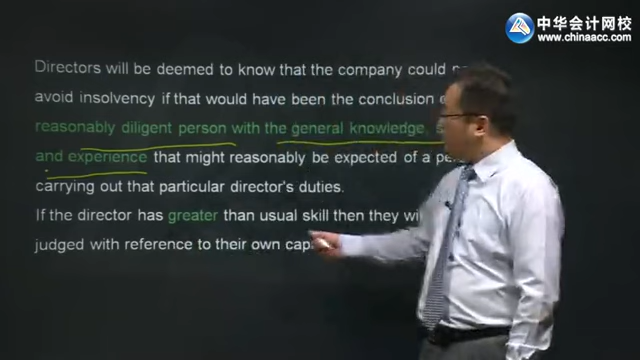 中华会计网校
www.chinaacc.com
Directors will be deemed to know that the company could
avoid insolvency if that would have been the conclusion
reasonably diligent person with the general knowledge,
and experience that might reasonably be expected of a
carrying out that particular director's duties.
If the director has greater than usual skill then they
judged with reference to their own